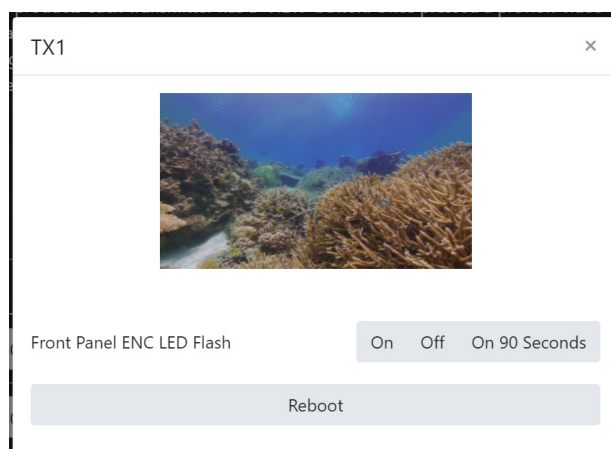 TX1
×
Front Panel ENC LED Flash
On Off On 90 Seconds
Reboot